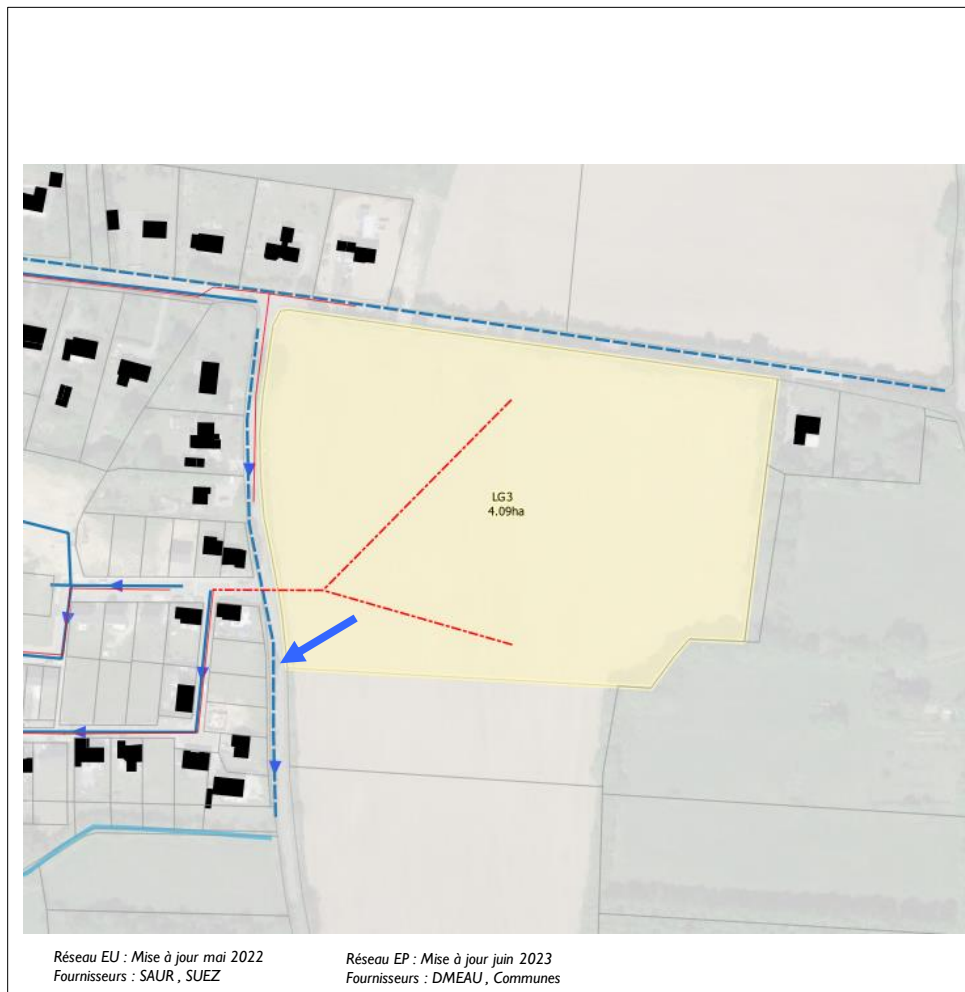 LG3
4.09ha
Réseau EU : Mise à jour mai 2022
Fournisseurs : SAUR , SUEZ
Réseau EP : Mise à jour juin 2023
Fournisseurs : DMEAU , Communes